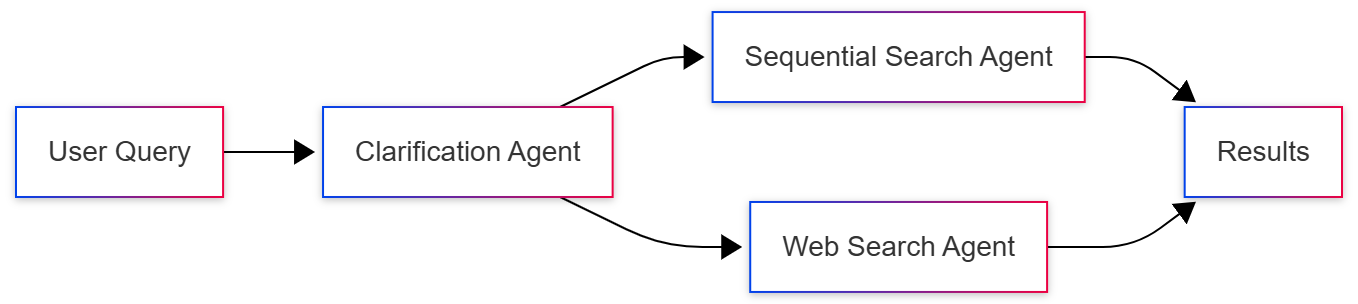 User Query
Clarification Agent
Sequential Search Agent
Web Search Agent
Results